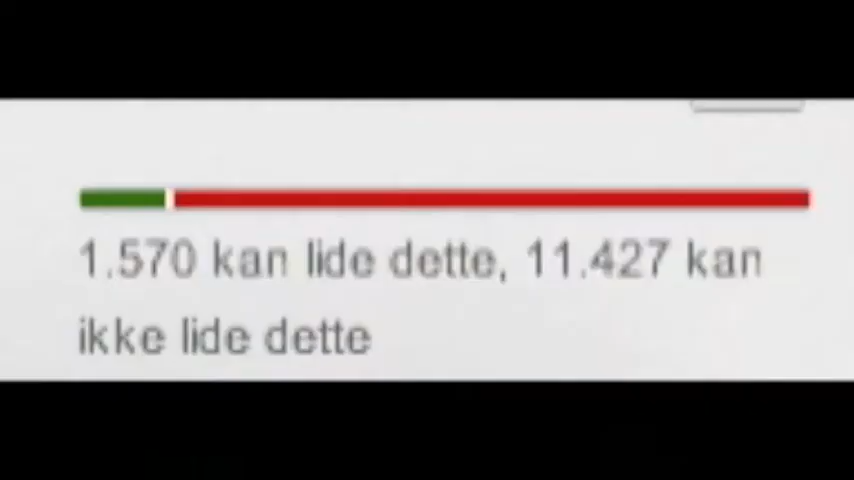 1.570 kan lide dette, 11.427 kan
ikke lide dette